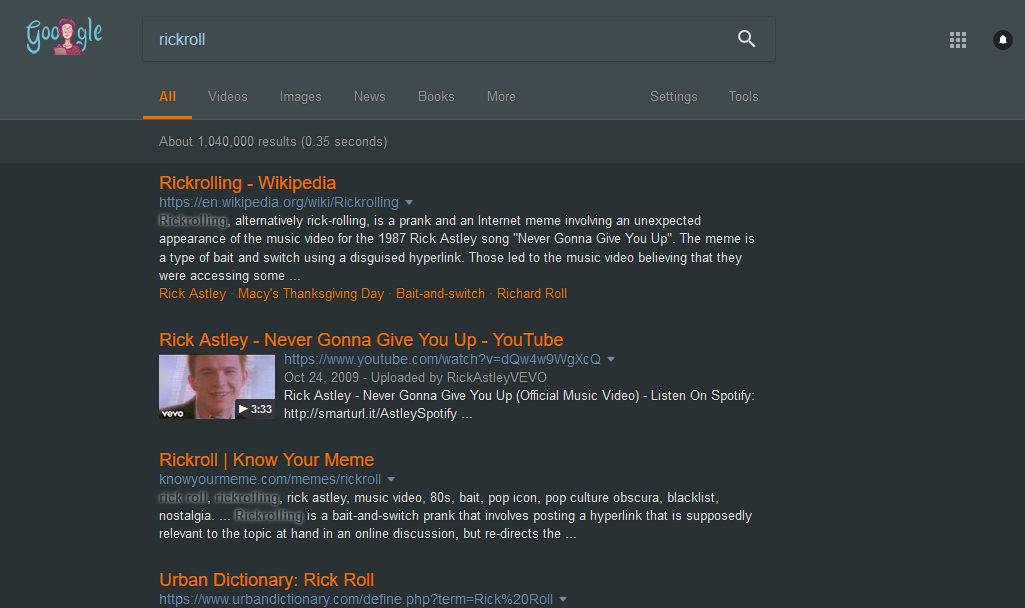 Google
rickroll
All Videos Images News Books More Settings Tools
About 1,040,000 results (0.35 seconds)
Rickrolling - Wikipedia
https://en.wikipedia.org/wiki/Rickrolling
Rickrolling, alternatively rick-rolling, is a prank and an Internet meme involving an unexpected
appearance of the music video for the 1987 Rick Astley song "Never Gonna Give You Up". The meme is
a type of bait and switch using a disguised hyperlink. Those led to the music video believing that they
were accessing some ...
Rick Astley · Macy's Thanksgiving Day · Bait-and-switch · Richard Roll
Rick Astley - Never Gonna Give You Up - YouTube
https://www.youtube.com/watch?v=dQw4w9WgXcQ
Oct 24, 2009 - Uploaded by RickAstleyVEVO
Rick Astley - Never Gonna Give You Up (Official Music Video) - Listen On Spotify:
http://smarturl.it/AstleySpotify ...
vevo 3:33
Rickroll | Know Your Meme
knowyourmeme.com/memes/rickroll
rick roll, rickrolling, rick astley, music video, 80s, bait, pop icon, pop culture obscura, blacklist,
nostalgia. ... Rickrolling is a bait-and-switch prank that involves posting a hyperlink that is supposedly
relevant to the topic at hand in an online discussion, but re-directs the ...
Urban Dictionary: Rick Roll
https://www.urbandictionary.com/define.php?term=Rick%20Roll